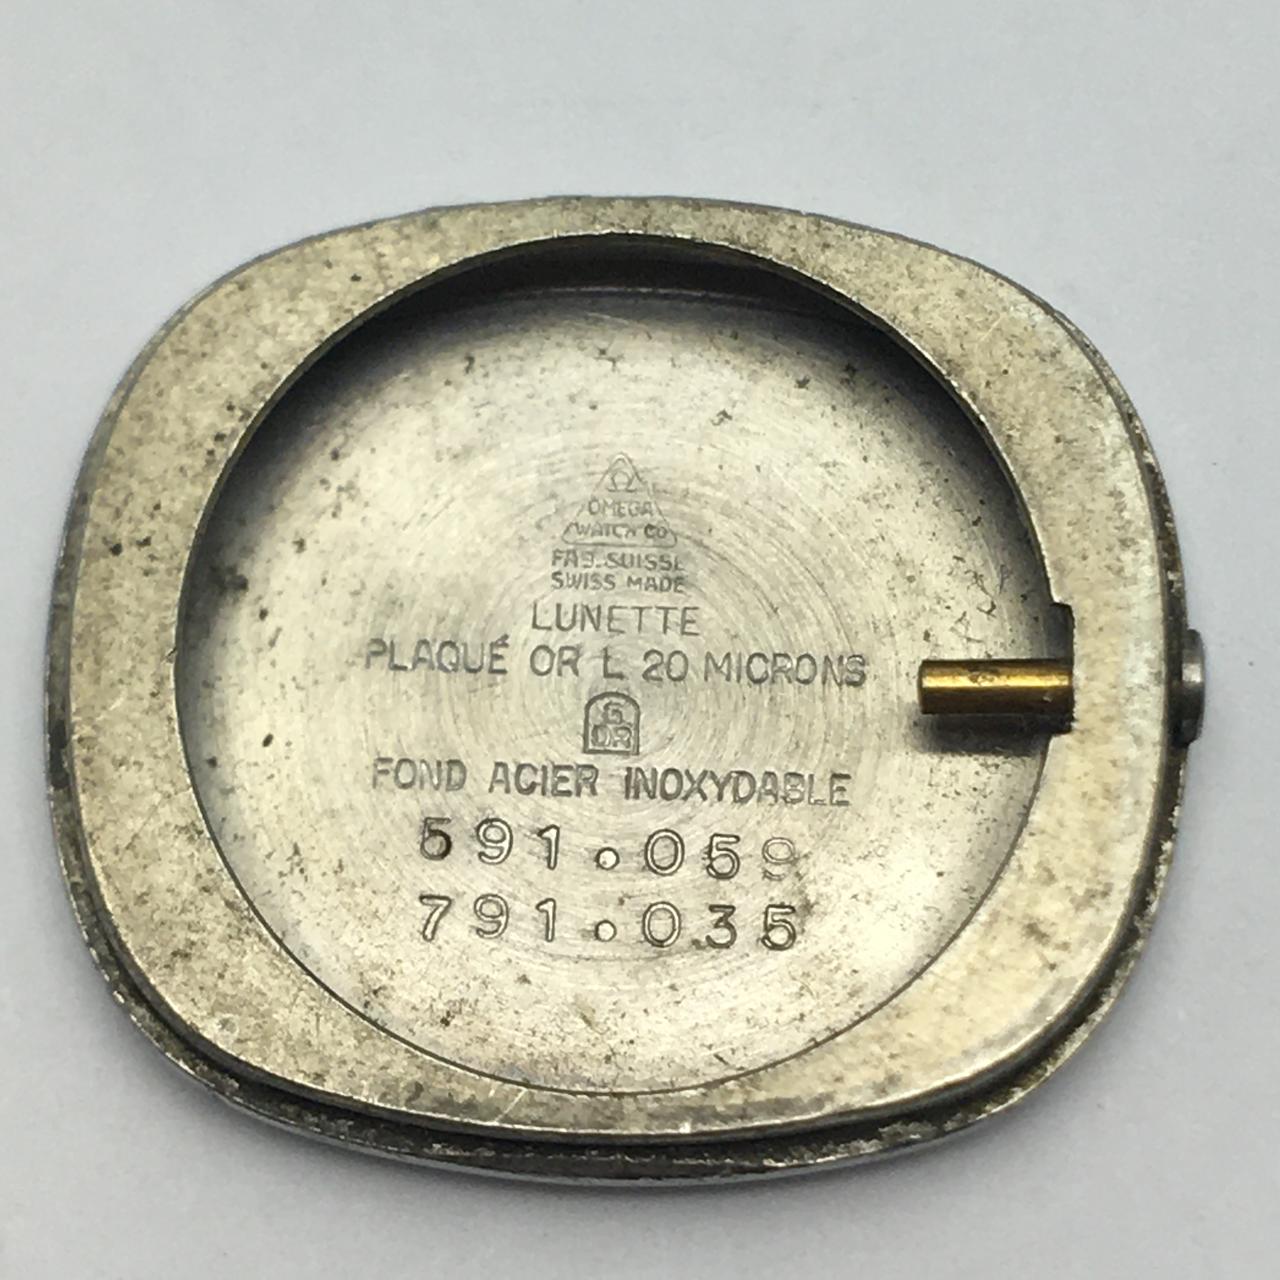 Ω
OMEGA
WATCH CO
FAB. SUISSE
SWISS MADE
LUNETTE
PLAQUÉ OR L 20 MICRONS
G
OR
FOND ACIER INOXYDABLE
591.059
791.035